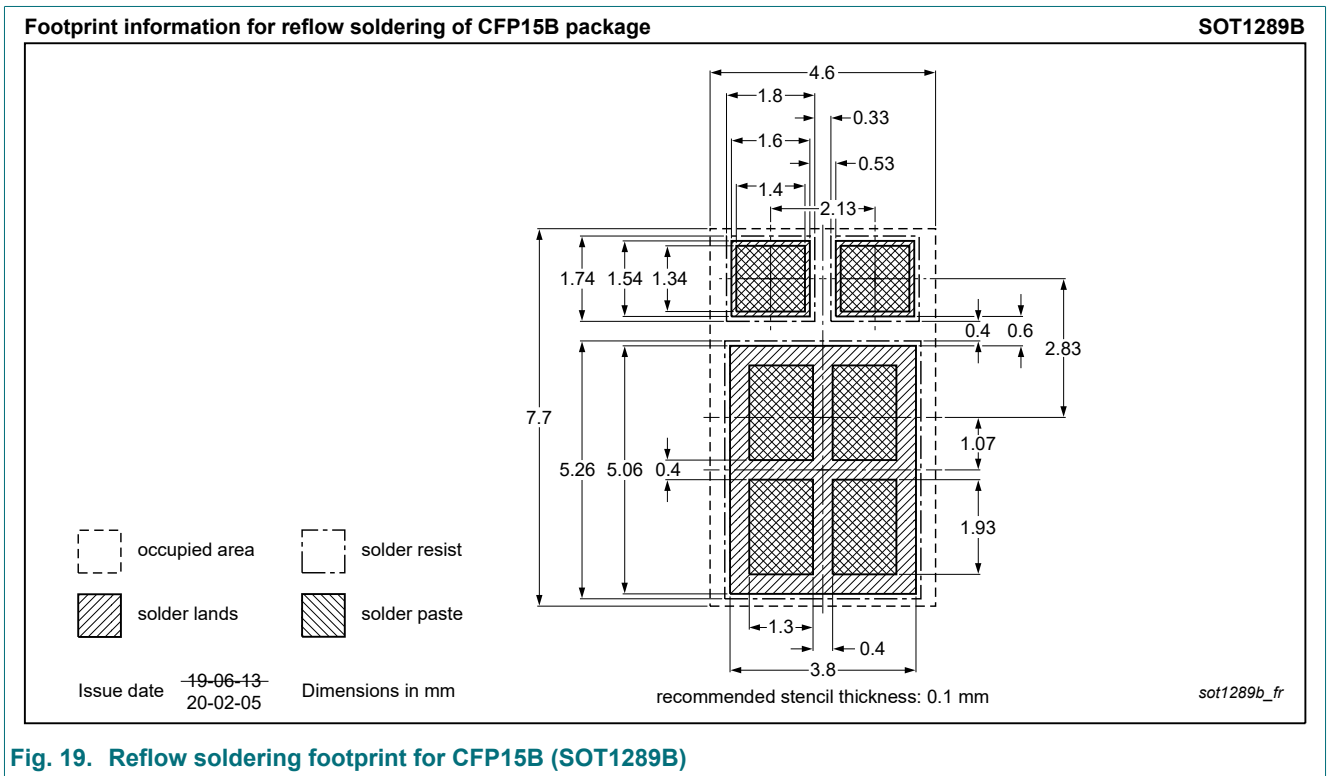 Footprint information for reflow soldering of CFP15B package SOT1289B
4.6
1.8
0.33
1.6
0.53
1.4
2.13
1.74 1.54 1.34
0.4 0.6
2.83
7.7
1.07
5.26 5.06 0.4
1.93
occupied area solder resist
solder lands solder paste
1.3
0.4
3.8
Issue date 19-06-13 Dimensions in mm
20-02-05
recommended stencil thickness: 0.1 mm
sot1289b_fr
Fig. 19. Reflow soldering footprint for CFP15B (SOT1289B)